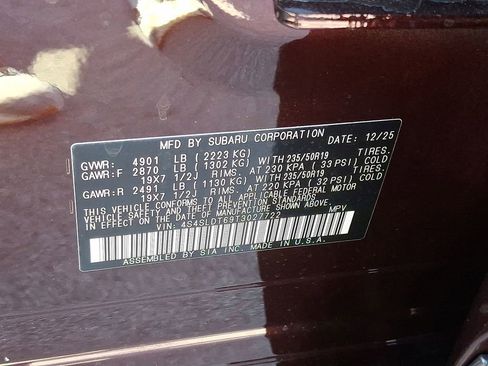 MFD BY SUBARU CORPORATION DATE: 12/25
GVWR: 4901 LB ( 2223 KG) TIRES.
GAWR:F 2870 LB ( 1302 KG) WITH 235/50R19 COLD
19X7 1/2J RIMS, AT 230 KPA ( 33 PSI) TIRES.
GAWR:R 2491 LB ( 1130 KG) WITH 235/50R19 COLD
19X7 1/2J RIMS, AT 220 KPA ( 32 PSI)
THIS VEHICLE CONFORMS TO ALL APPLICABLE FEDERAL MOTOR
VEHICLE SAFETY AND THEFT PREVENTION STANDARDS
IN EFFECT ON THE DATE OF MANUFACTURE SHOWN ABOVE.
VIN: 4S4SLDT69T3027722 MPV
ASSEMBLED BY SIA INC. MADE IN U.S.A.